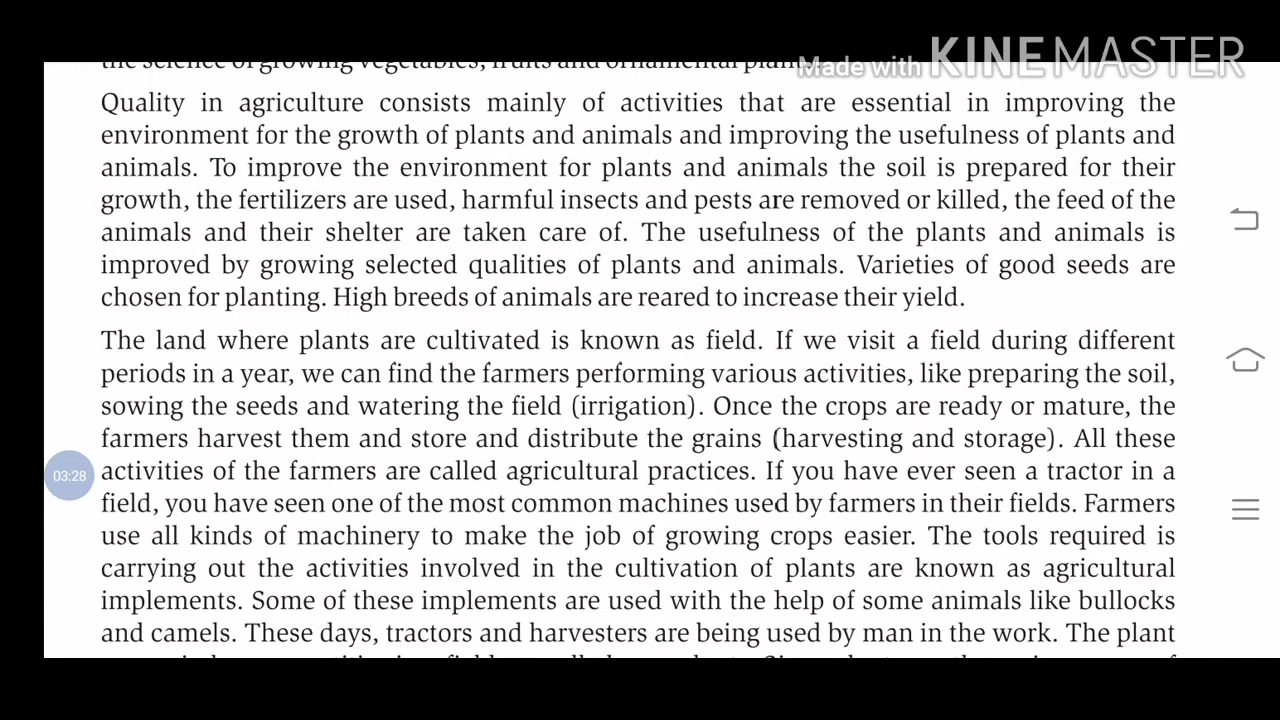 Made with KINEMASTER
the science of growing vegetables, fruits and ornamental plants.
Quality in agriculture consists mainly of activities that are essential in improving the
environment for the growth of plants and animals and improving the usefulness of plants and
animals. To improve the environment for plants and animals the soil is prepared for their
growth, the fertilizers are used, harmful insects and pests are removed or killed, the feed of the
animals and their shelter are taken care of. The usefulness of the plants and animals is
improved by growing selected qualities of plants and animals. Varieties of good seeds are
chosen for planting. High breeds of animals are reared to increase their yield.
The land where plants are cultivated is known as field. If we visit a field during different
periods in a year, we can find the farmers performing various activities, like preparing the soil,
sowing the seeds and watering the field (irrigation). Once the crops are ready or mature, the
farmers harvest them and store and distribute the grains (harvesting and storage). All these
03:28
activities of the farmers are called agricultural practices. If you have ever seen a tractor in a
field, you have seen one of the most common machines used by farmers in their fields. Farmers
use all kinds of machinery to make the job of growing crops easier. The tools required is
carrying out the activities involved in the cultivation of plants are known as agricultural
implements. Some of these implements are used with the help of some animals like bullocks
and camels. These days, tractors and harvesters are being used by man in the work. The plant